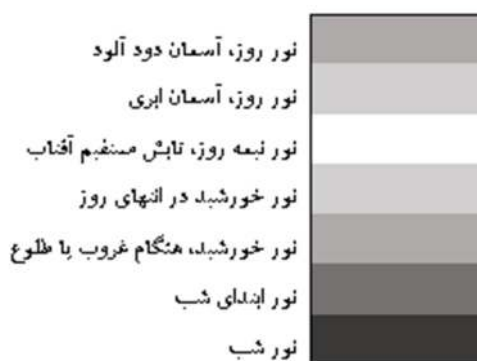 نور روز، آسمان دود آلود
نور روز، آسمان ابری
نور نیمه روز، تابش مستقیم آفتاب
نور خورشید در انتهای روز
نور خورشید، هنگام غروب یا طلوع
نور ابتدای شب
نور شب